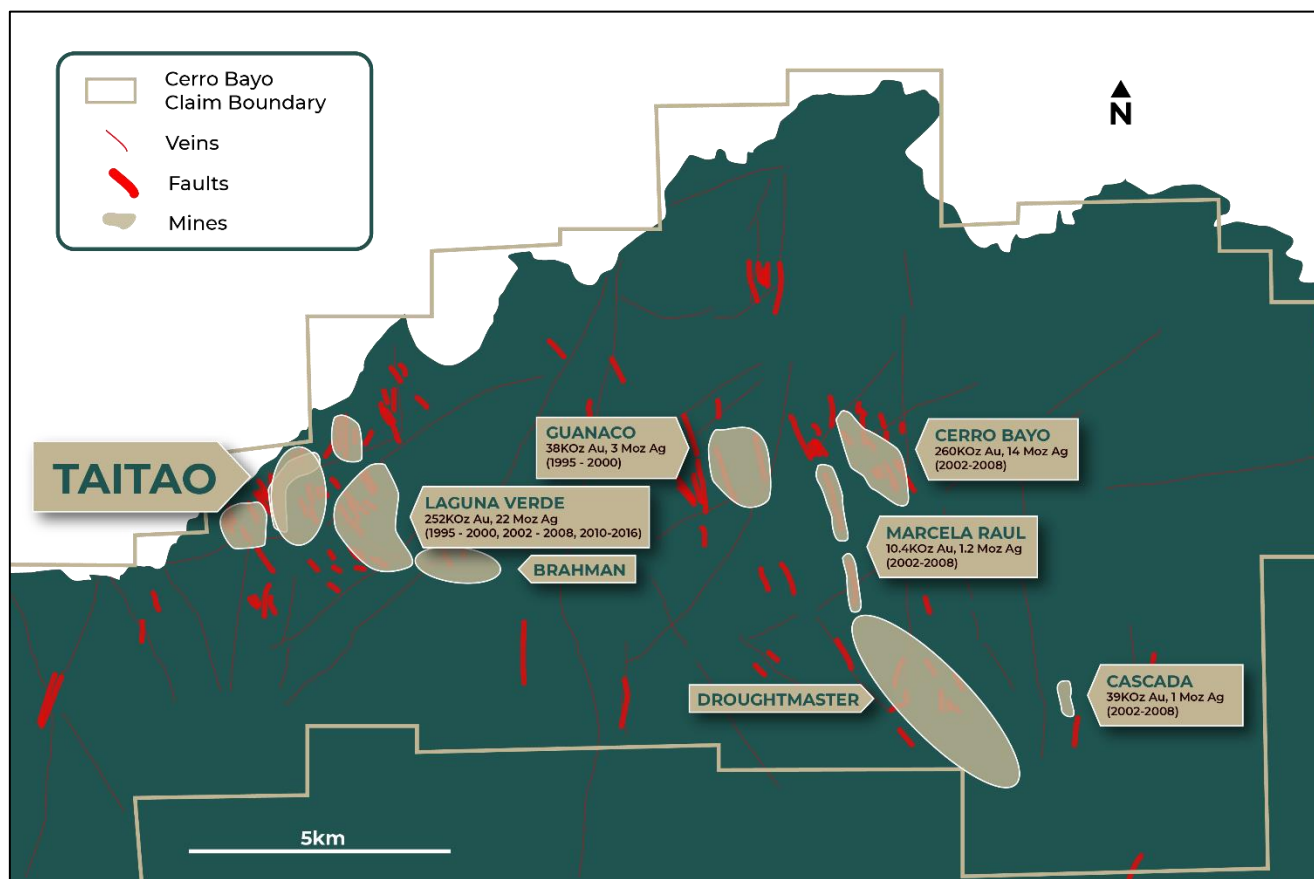 Cerro Bayo
Claim Boundary
Veins
Faults
Mines
N
TAITAO
GUANACO
38KOz Au, 3 Moz Ag
(1995 - 2000)
CERRO BAYO
260KOz Au, 14 Moz Ag
(2002-2008)
LAGUNA VERDE
252KOz Au, 22 Moz Ag
(1995 - 2000, 2002 - 2008, 2010-2016)
MARCELA RAUL
10.4KOz Au, 1.2 Moz Ag
(2002-2008)
BRAHMAN
DROUGHTMASTER
CASCADA
39KOz Au, 1 Moz Ag
(2002-2008)
5km